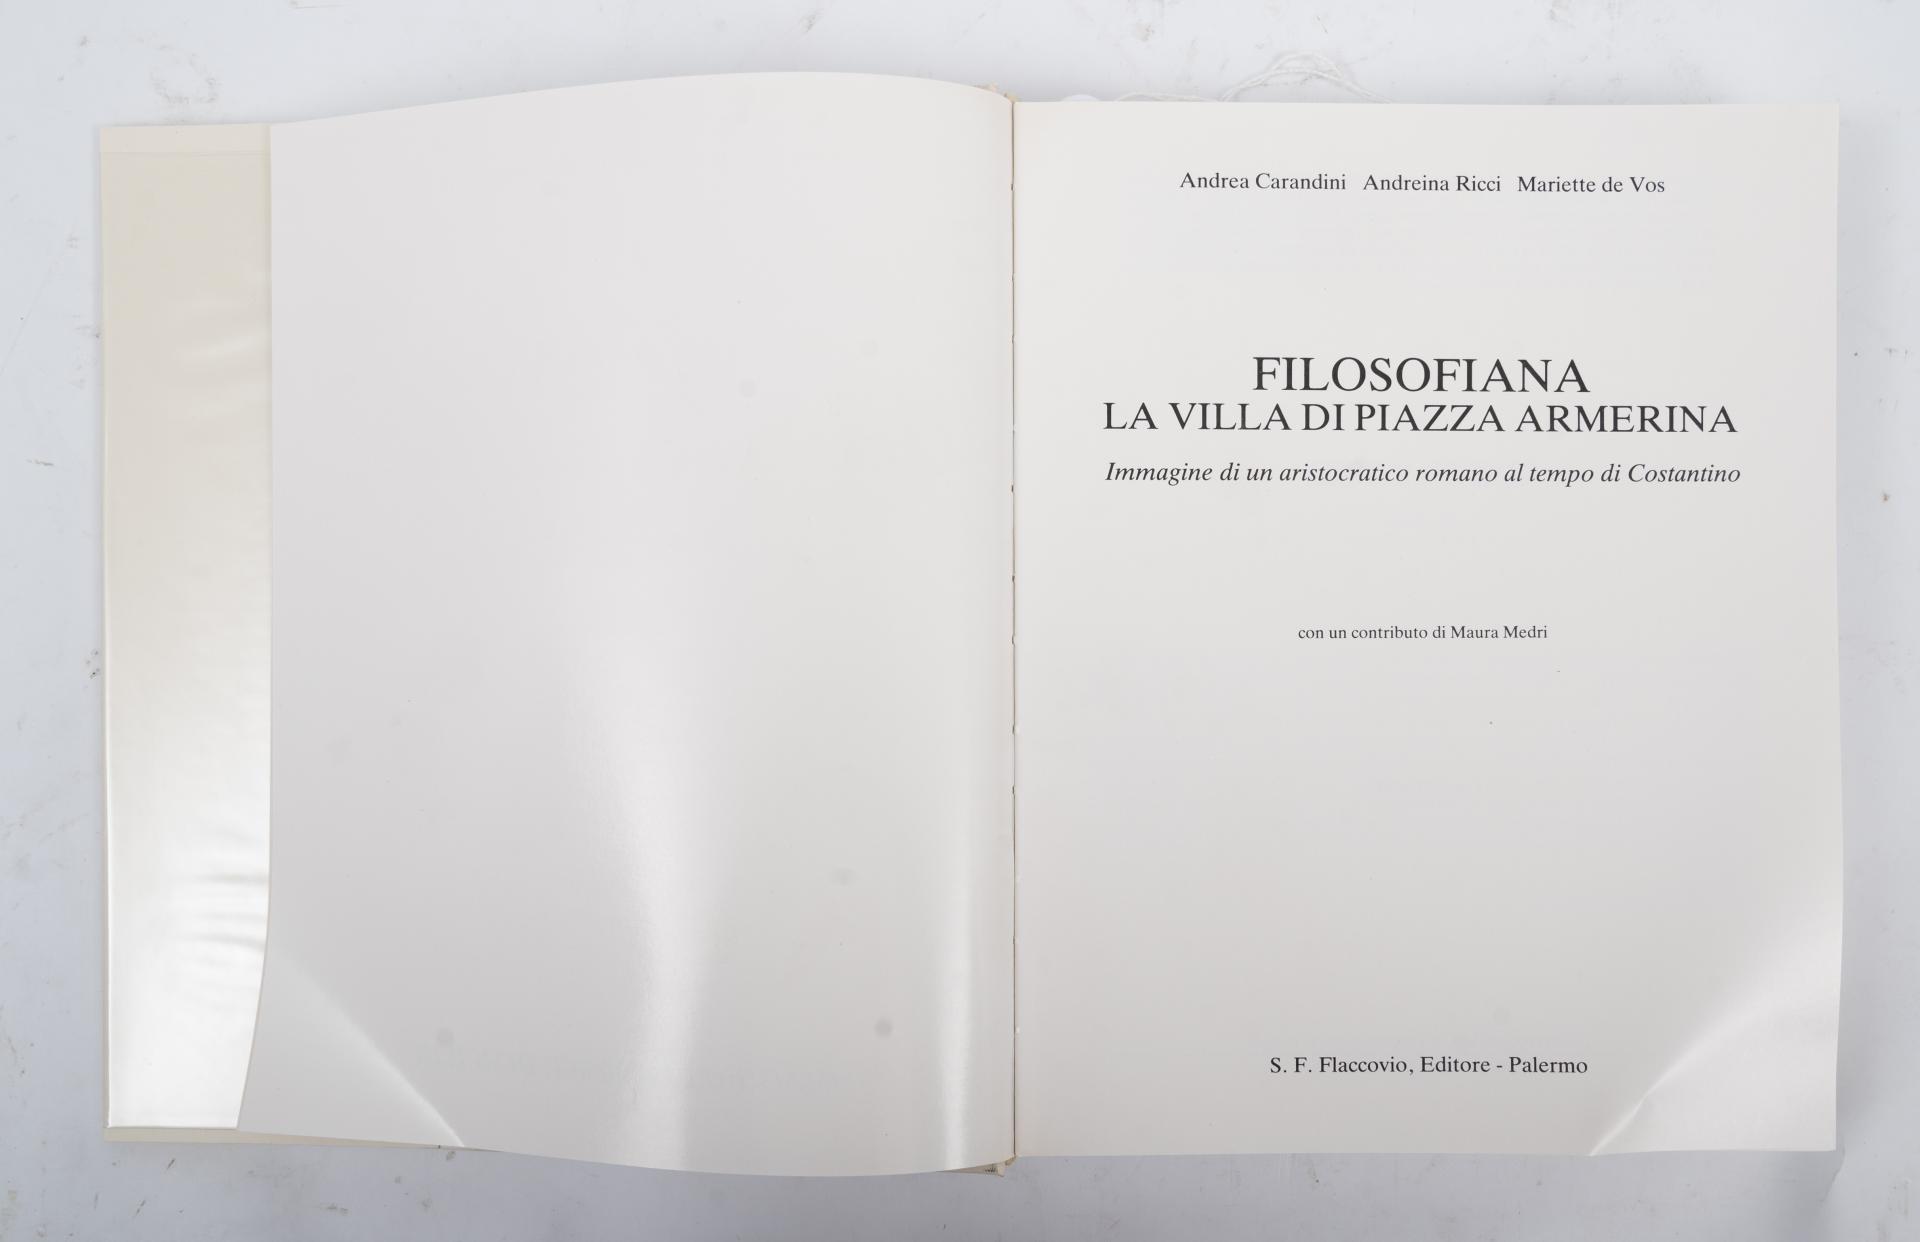 Andrea Carandini Andreina Ricci Mariette de Vos
FILOSOFIANA
LA VILLA DI PIAZZA ARMERINA
Immagine di un aristocratico romano al tempo di Costantino
con un contributo di Maura Medri
S. F. Flaccovio, Editore - Palermo